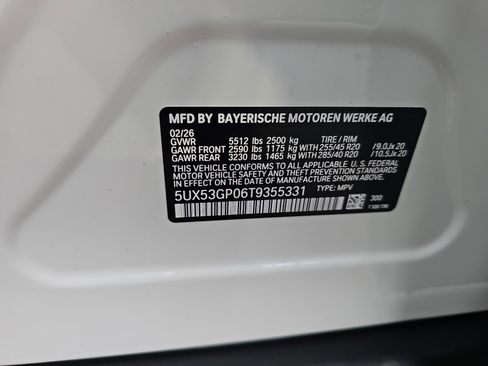 MFD BY BAYERISCHE MOTOREN WERKE AG
02/26
GVWR 5512 lbs 2500 kg TIRE / RIM
GAWR FRONT 2590 lbs 1175 kg WITH 255/45 R20 /9.0Jx20
GAWR REAR 3230 lbs 1465 kg WITH 285/40 R20 /10.5Jx20
THIS VEHICLE CONFORMS TO ALL APPLICABLE FEDERAL
MOTOR VEHICLE SAFETY AND THEFT PREVENTION
STANDARDS IN EFFECT ON THE DATE OF MANUFACTURE
SHOWN ABOVE.
5UX53GP06T9355331 TYPE: MPV
300